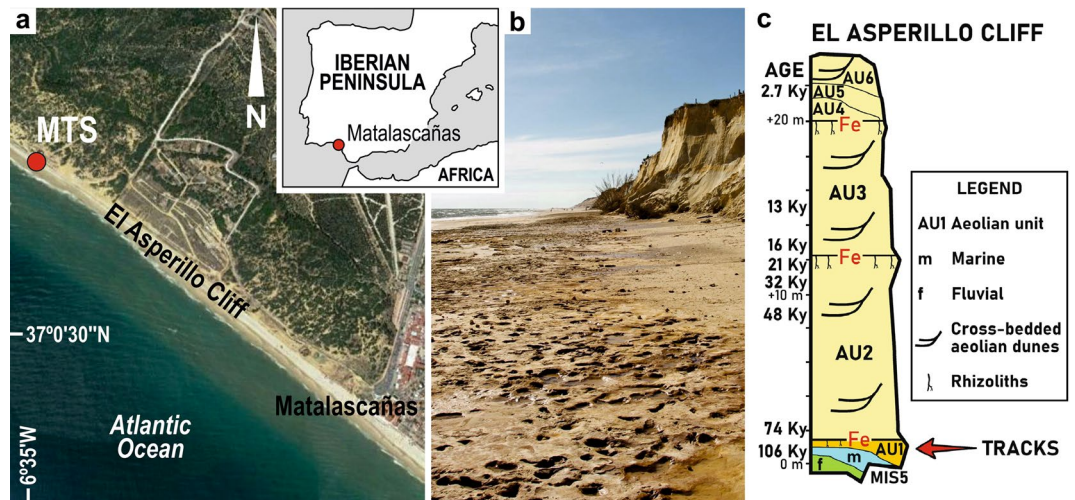 a
MTS
N
El Asperillo Cliff
37º0'30"N
Matalascañas
Atlantic
Ocean
6º35'W
IBERIAN
PENINSULA
Matalascañas
AFRICA
b
c
EL ASPERILLO CLIFF
AGE
2.7 Ky
+20 m
13 Ky
16 Ky
21 Ky
32 Ky
+10 m
48 Ky
74 Ky
106 Ky
0 m
AU6
AU5
AU4
Fe
AU3
Fe
AU2
Fe
AU1
m
f
MIS5
TRACKS
LEGEND
AU1 Aeolian unit
m Marine
f Fluvial
Cross-bedded
aeolian dunes
Rhizoliths